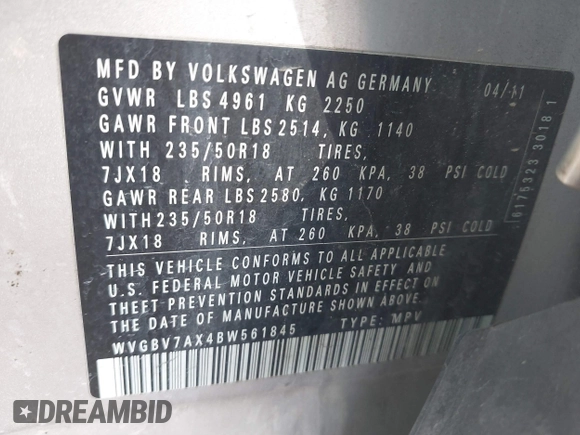 MFD BY VOLKSWAGEN AG GERMANY 04/11
GVWR LBS 4961 KG 2250
GAWR FRONT LBS 2514, KG 1140
WITH 235/50R18 TIRES,
7JX18 RIMS, AT 260 KPA, 38 PSI COLD
GAWR REAR LBS 2580, KG 1170
WITH 235/50R18 TIRES,
7JX18 RIMS, AT 260 KPA, 38 PSI COLD
THIS VEHICLE CONFORMS TO ALL APPLICABLE
U.S. FEDERAL MOTOR VEHICLE SAFETY AND
THEFT PREVENTION STANDARDS IN EFFECT ON
THE DATE OF MANUFACTURE SHOWN ABOVE.
WVGBV7AX4BW561845 TYPE: MPV
6175323 3018 1
DREAMBID